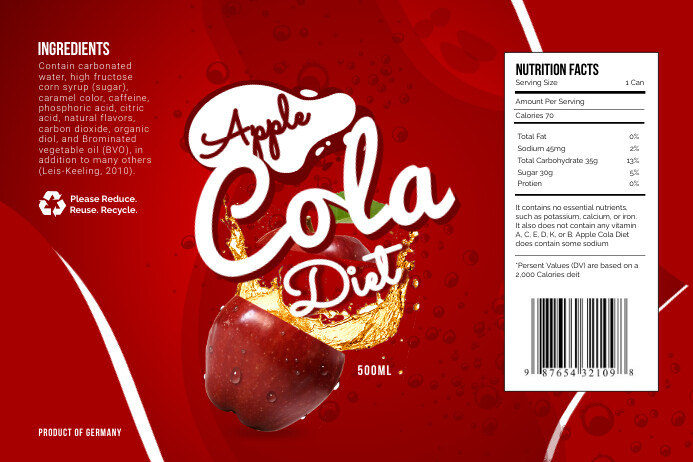 INGREDIENTS
Contain carbonated
water, high fructose
corn syrup (sugar),
caramel color, caffeine,
phosphoric acid, citric
acid, natural flavors,
carbon dioxide, organic
diol, and Brominated
vegetable oil (BVO), in
addition to many others
(Leis-Keeling, 2010).
Please Reduce.
Reuse. Recycle.
PRODUCT OF GERMANY
Apple
Cola
Diet
500ML
NUTRITION FACTS
Serving Size 1 Can
Amount Per Serving
Calories 70
Total Fat 0%
Sodium 45mg 2%
Total Carbohydrate 35g 13%
Sugar 30g 5%
Protien 0%
It contains no essential nutrients,
such as potassium, calcium, or iron.
It also does not contain any vitamin
A, C, E, D, K, or B. Apple Cola Diet
does contain some sodium
*Persent Values (DV) are based on a
2,000 Calories deit
9 87654 32109 8